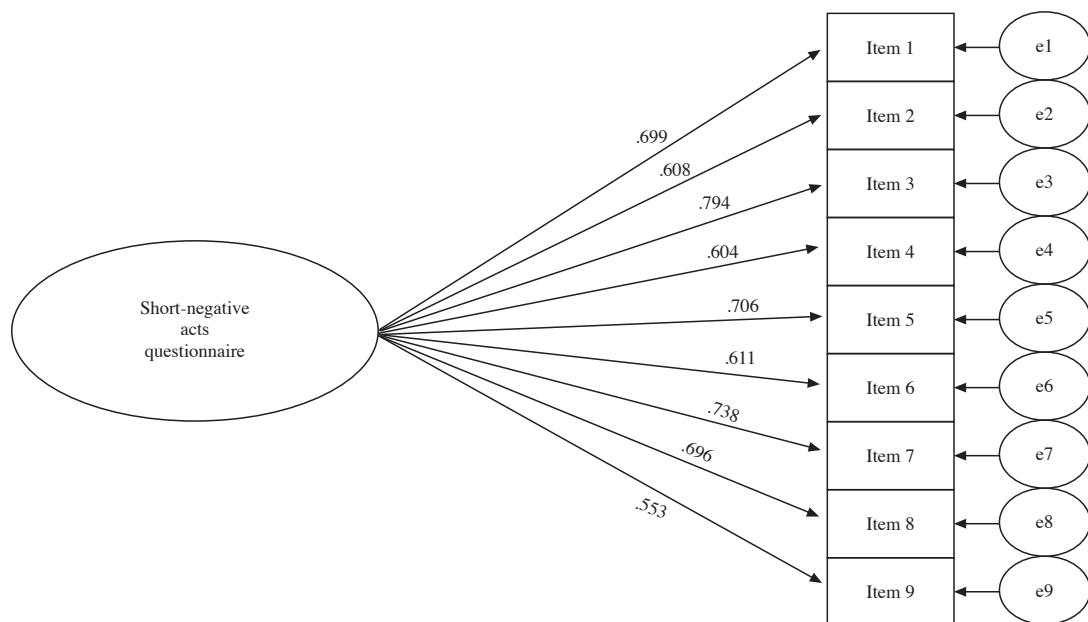 Item 1
e1
Item 2
e2
.699
.608
Item 3
e3
.794
Item 4
e4
.604
Short-negative
acts
questionnaire
.706
Item 5
e5
.611
Item 6
e6
.738
Item 7
e7
.696
.553
Item 8
e8
Item 9
e9